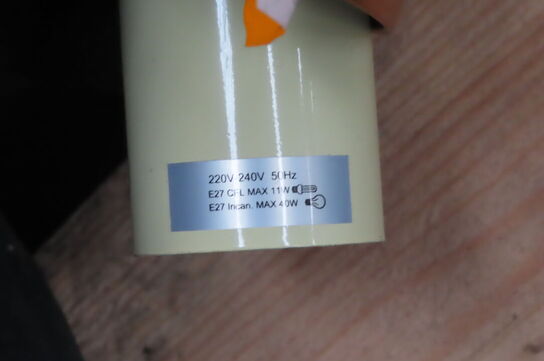 220V-240V 50Hz
E27 CFL MAX 11W
E27 Incan. MAX 40W